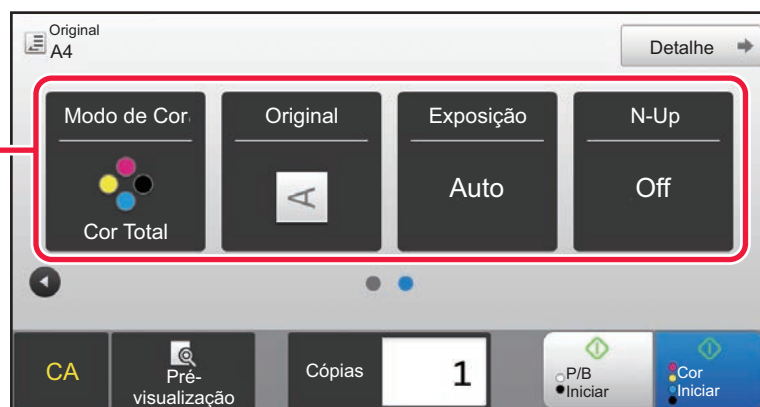 Original
A4
Detalhe
Modo de Cor
Original
Exposição
N-Up
A
Auto
Off
Cor Total
CA
Pré-
visualização
Cópias
1
P/B
Iniciar
Cor
Iniciar